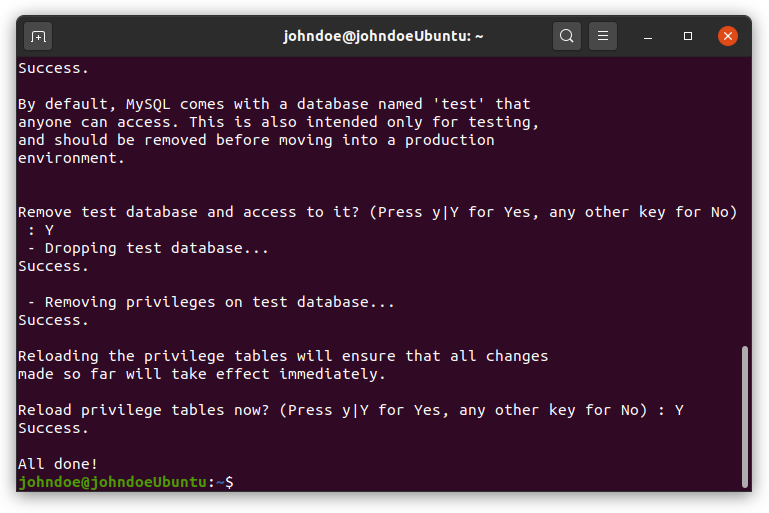 johndoe@johndoeUbuntu: ~
Success.
By default, MySQL comes with a database named 'test' that
anyone can access. This is also intended only for testing,
and should be removed before moving into a production
environment.
Remove test database and access to it? (Press y|Y for Yes, any other key for No)
 : Y
 - Dropping test database...
Success.
 - Removing privileges on test database...
Success.
Reloading the privilege tables will ensure that all changes
made so far will take effect immediately.
Reload privilege tables now? (Press y|Y for Yes, any other key for No) : Y
Success.
All done!
johndoe@johndoeUbuntu:~$